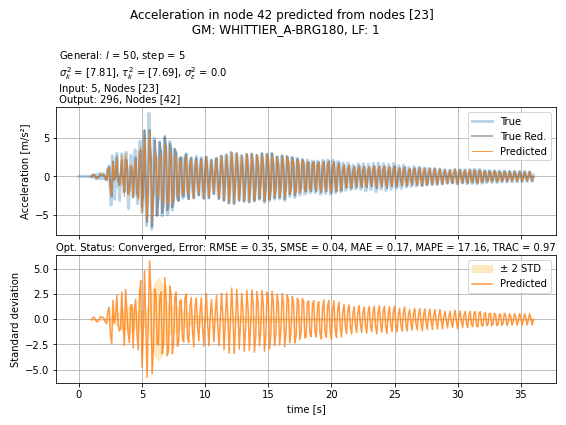 Acceleration in node 42 predicted from nodes [23]
GM: WHITTIER_A-BRG180, LF: 1
General: l = 50, step = 5
σ²ₖ = [7.81], τ²ₖ = [7.69], σ²ε = 0.0
Input: 5, Nodes [23]
Output: 296, Nodes [42]
Acceleration [m/s²]
5
0
−5
True
True Red.
Predicted
Opt. Status: Converged, Error: RMSE = 0.35, SMSE = 0.04, MAE = 0.17, MAPE = 17.16, TRAC = 0.97
Standard deviation
5.0
2.5
0.0
−2.5
−5.0
± 2 STD
Predicted
0 5 10 15 20 25 30 35
time [s]